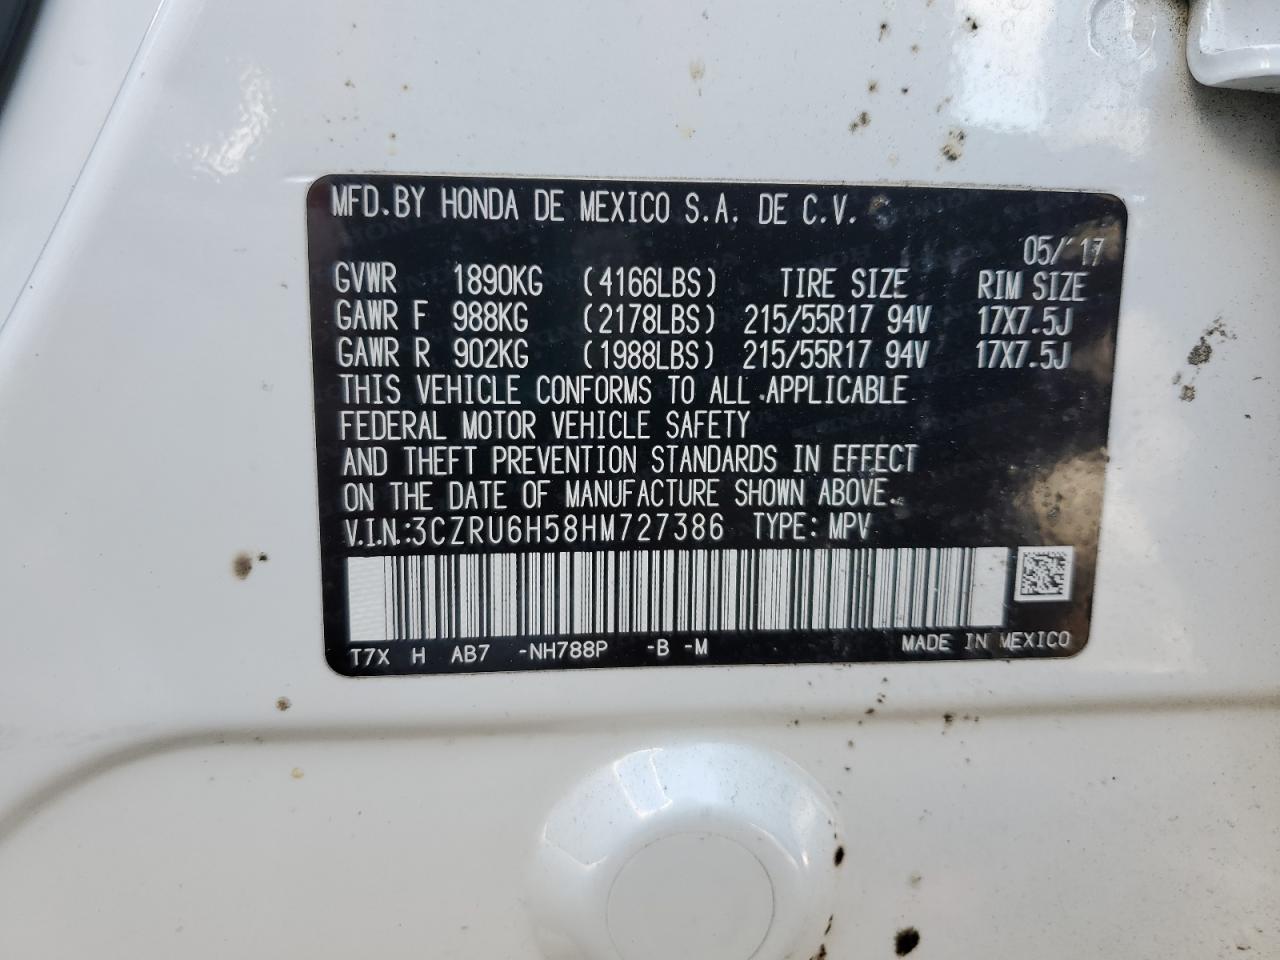 MFD.BY HONDA DE MEXICO S.A. DE C.V.
05/ 17
GVWR 1890KG (4166LBS) TIRE SIZE RIM SIZE
GAWR F 988KG (2178LBS) 215/55R17 94V 17X7.5J
GAWR R 902KG (1988LBS) 215/55R17 94V 17X7.5J
THIS VEHICLE CONFORMS TO ALL APPLICABLE
FEDERAL MOTOR VEHICLE SAFETY
AND THEFT PREVENTION STANDARDS IN EFFECT
ON THE DATE OF MANUFACTURE SHOWN ABOVE.
V.I.N.:3CZRU6H58HM727386 TYPE: MPV
T7X H AB7 -NH788P -B -M MADE IN MEXICO